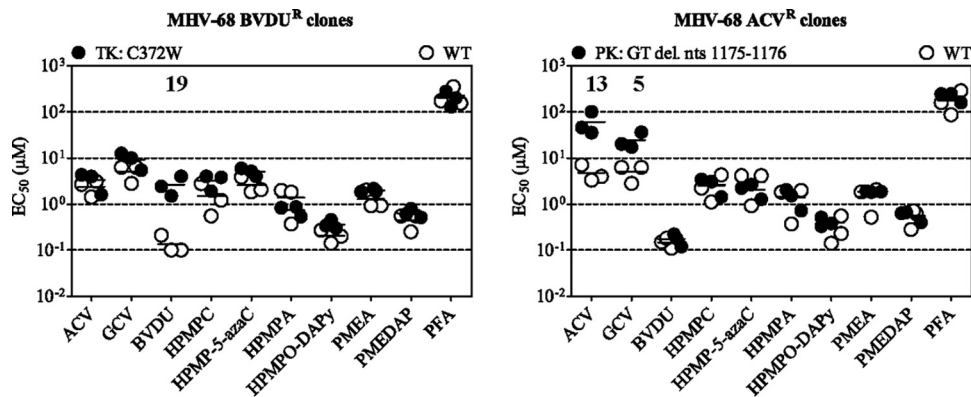 MHV-68 BVDU^R clones
TK: C372W WT
19
EC50 (μM)
10^3
10^2
10^1
10^0
10^-1
10^-2
ACV
GCV
BVDU
HPMPC
HPMP-5-azaC
HPMPA
HPMPO-DAPy
PMEA
PMEDAP
PFA
MHV-68 ACV^R clones
PK: GT del. nts 1175-1176 WT
13 5
EC50 (μM)
10^3
10^2
10^1
10^0
10^-1
10^-2
ACV
GCV
BVDU
HPMPC
HPMP-5-azaC
HPMPA
HPMPO-DAPy
PMEA
PMEDAP
PFA